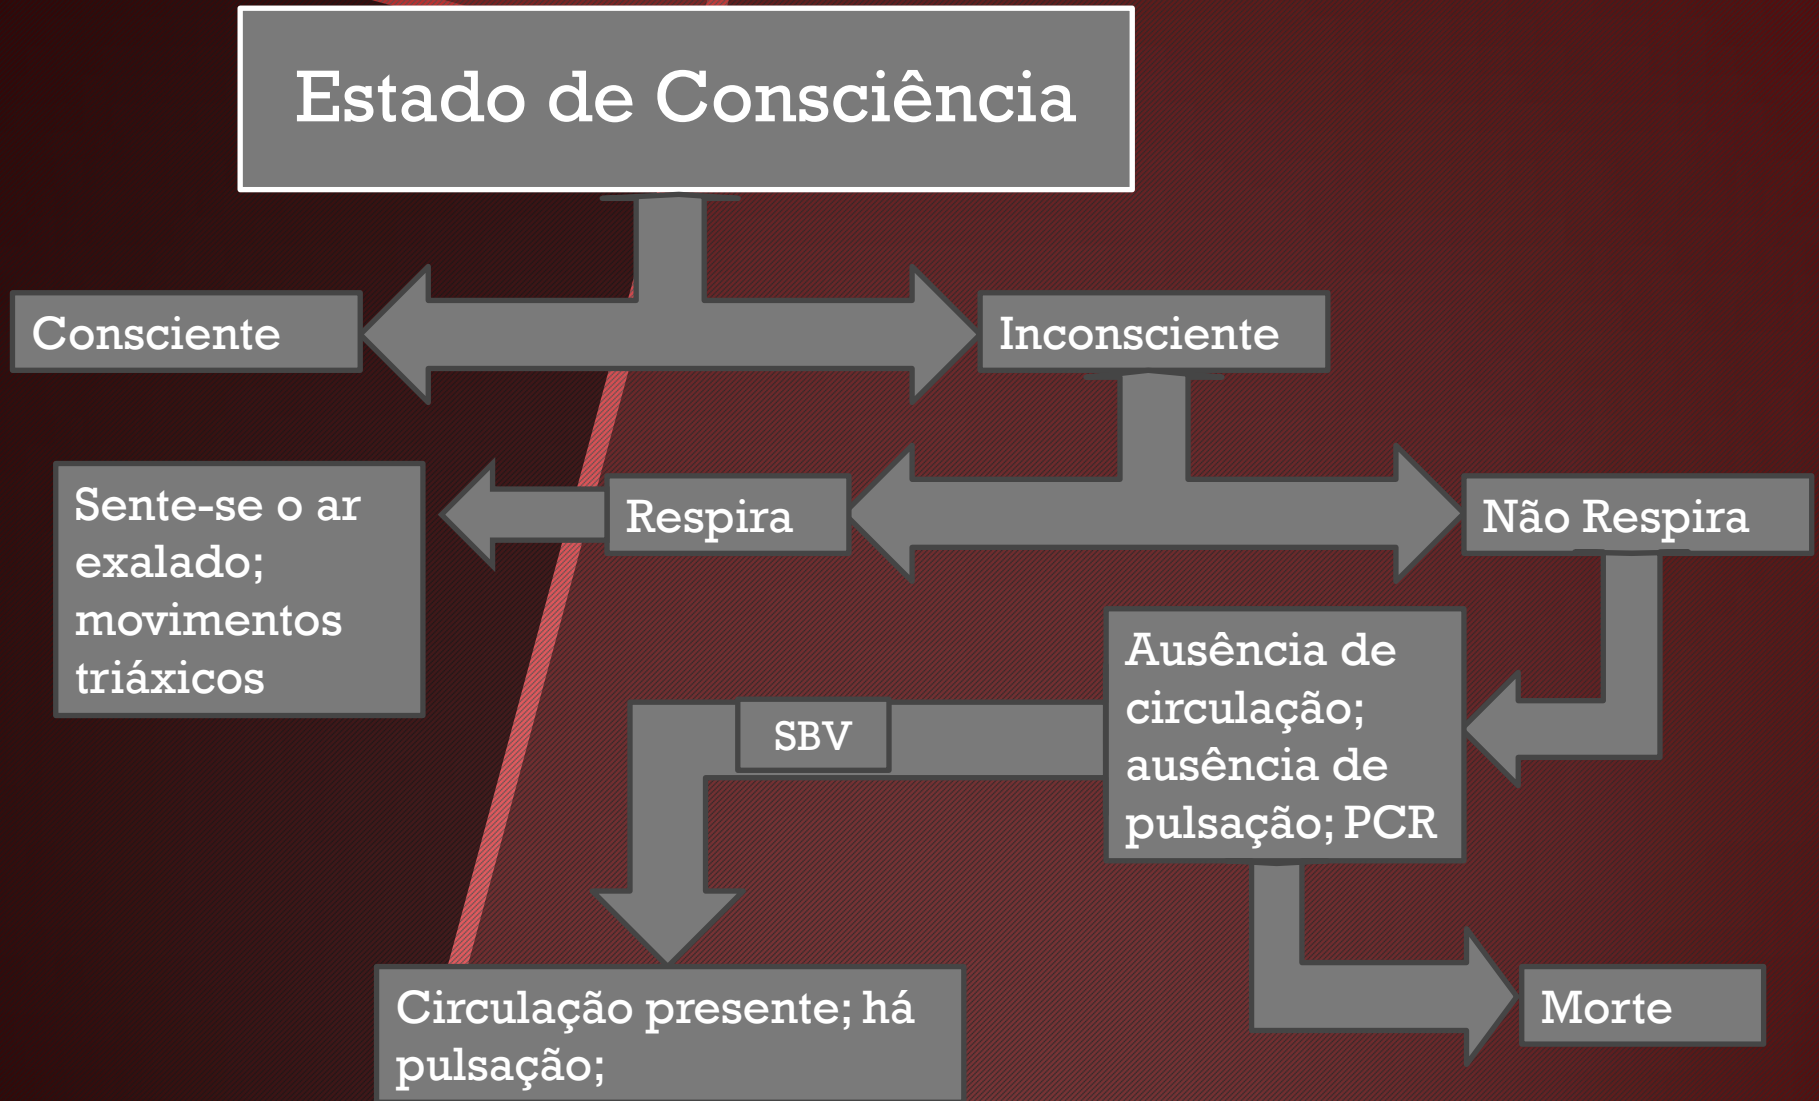 Estado de Consciência
Consciente
Inconsciente
Sente-se o ar
exalado;
movimentos
triáxicos
Respira
Não Respira
Ausência de
circulação;
ausência de
pulsação; PCR
SBV
Circulação presente; há
pulsação;
Morte